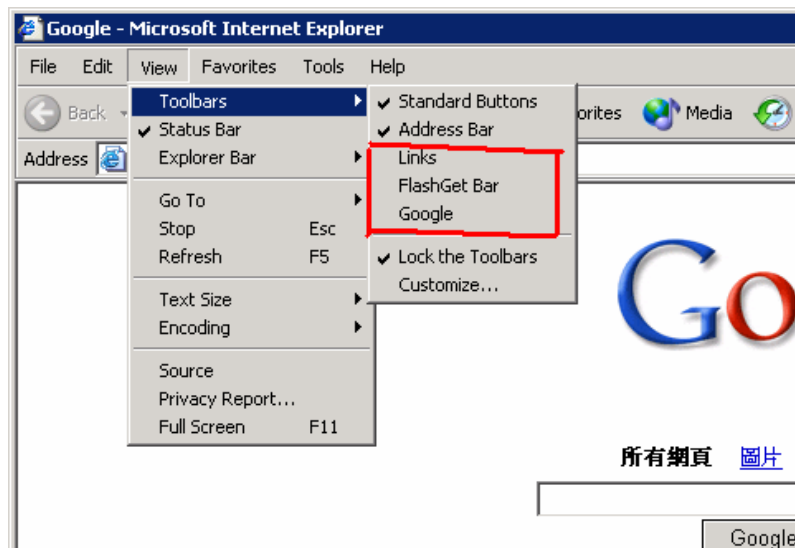 Google - Microsoft Internet Explorer
File Edit View Favorites Tools Help
Back orites Media
Address
Toolbars
Status Bar
Explorer Bar
Go To
Stop Esc
Refresh F5
Text Size
Encoding
Source
Privacy Report...
Full Screen F11
Standard Buttons
Address Bar
Links
FlashGet Bar
Google
Lock the Toolbars
Customize...
Go
所有網頁 圖片
Google